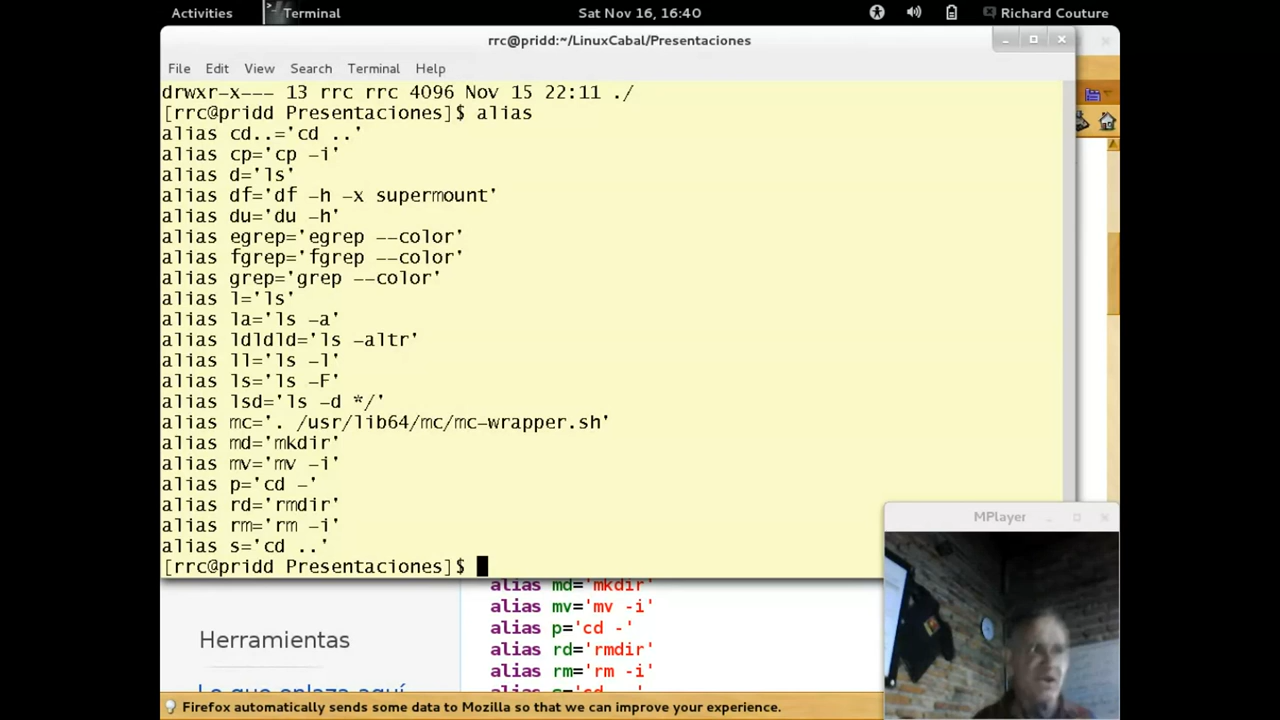 Activities Terminal Sat Nov 16, 16:40 Richard Couture
rrc@pridd:~/LinuxCabal/Presentaciones
File Edit View Search Terminal Help
drwxr-x--- 13 rrc rrc 4096 Nov 15 22:11 ./
[rrc@pridd Presentaciones]$ alias
alias cd..='cd ..'
alias cp='cp -i'
alias d='ls'
alias df='df -h -x supermount'
alias du='du -h'
alias egrep='egrep --color'
alias fgrep='fgrep --color'
alias grep='grep --color'
alias l='ls'
alias la='ls -a'
alias ldldld='ls -altr'
alias ll='ls -l'
alias ls='ls -F'
alias lsd='ls -d */'
alias mc='. /usr/lib64/mc/mc-wrapper.sh'
alias md='mkdir'
alias mv='mv -i'
alias p='cd -'
alias rd='rmdir'
alias rm='rm -i'
alias s='cd ..'
[rrc@pridd Presentaciones]$
MPlayer
alias md='mkdir'
alias mv='mv -i'
alias p='cd -'
Herramientas
alias rd='rmdir'
alias rm='rm -i'
Lo que enlaza aquí
Firefox automatically sends some data to Mozilla so that we can improve your experience.